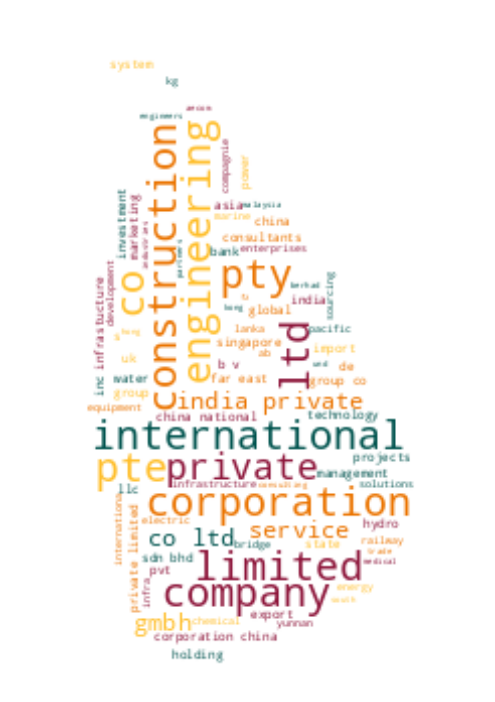 system
kg
aecom
engineers
construction
engineering
compagnie
power
investment
marketing
asia
malaysia
marine
china
industries
consultants
partners
bank
enterprises
co
pty
berhad
sourcing
infrastucture
development
india
hong
global
ltd
lanka
pacific
s
uk
singapore
import
ab
b v
and
de
inc
water
far east
group co
group
india private
equipment
china national
technology
international
projects
pte
private
management
infrastructure
consulting
solutions
llc
corporation
international
private limited
electric
service
hydro
co ltd
bridge
state
railway
trade
sdn bhd
medical
limited
pvt
infra
company
energy
south
export
gmbh
chemical
yunnan
corporation china
holding